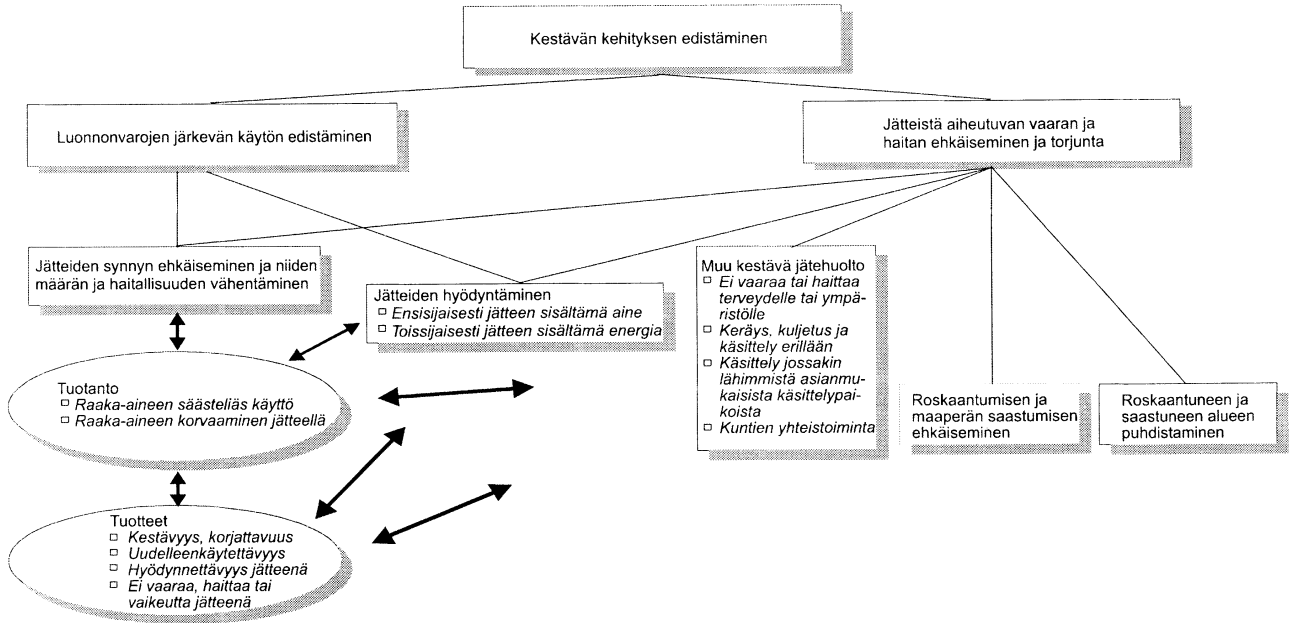 Kestävän kehityksen edistäminen
Luonnonvarojen järkevän käytön edistäminen
Jätteistä aiheutuvan vaaran ja
haitan ehkäiseminen ja torjunta
Jätteiden synnyn ehkäiseminen ja niiden
määrän ja haitallisuuden vähentäminen
Jätteiden hyödyntäminen
Ensisijaisesti jätteen sisältämä aine
Toissijaisesti jätteen sisältämä energia
Muu kestävä jätehuolto
Ei vaaraa tai haittaa
terveydelle tai ympä-
ristölle
Keräys, kuljetus ja
käsittely erillään
Käsittely jossakin
lähimmistä asianmu-
kaisista käsittelypai-
koista
Kuntien yhteistoiminta
Roskaantumisen ja
maaperän saastumisen
ehkäiseminen
Roskaantuneen ja
saastuneen alueen
puhdistaminen
Tuotanto
Raaka-aineen säästeliäs käyttö
Raaka-aineen korvaaminen jätteellä
Tuotteet
Kestävyys, korjattavuus
Uudelleenkäytettävyys
Hyödynnettävyys jätteenä
Ei vaaraa, haittaa tai
vaikeutta jätteenä